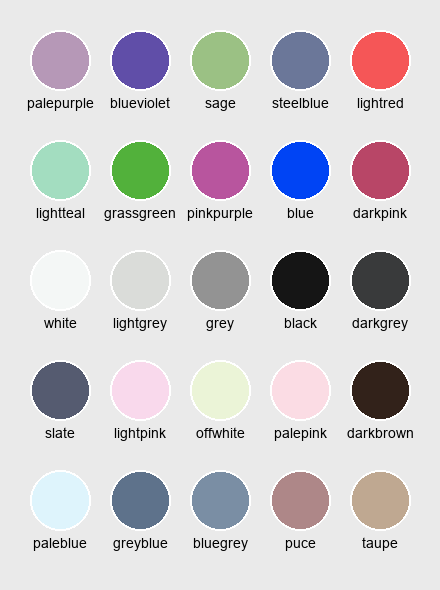 palepurple blueviolet sage steelblue lightred
lightteal grassgreen pinkpurple blue darkpink
white lightgrey grey black darkgrey
slate lightpink offwhite palepink darkbrown
paleblue greyblue bluegrey puce taupe